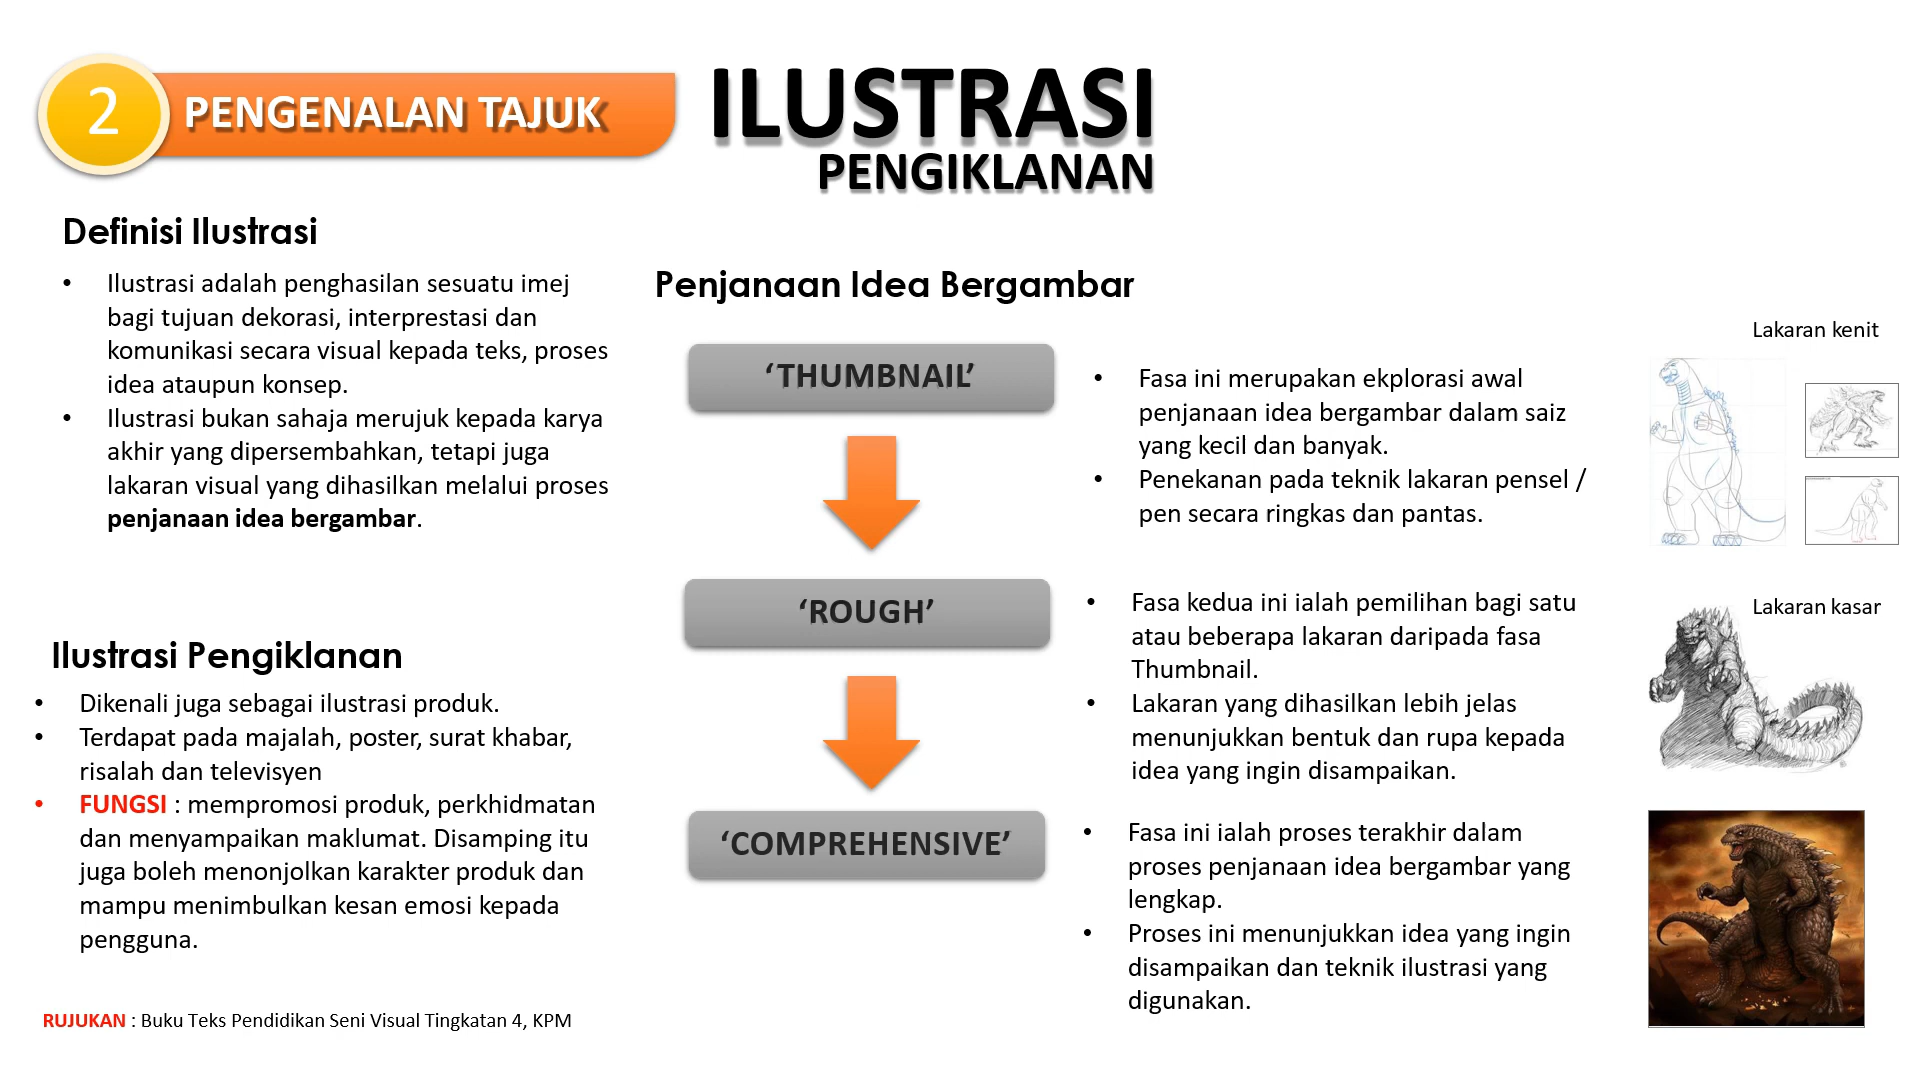 2
PENGENALAN TAJUK
ILUSTRASI
PENGIKLANAN
Definisi Ilustrasi
• Ilustrasi adalah penghasilan sesuatu imej
bagi tujuan dekorasi, interprestasi dan
komunikasi secara visual kepada teks, proses
idea ataupun konsep.
• Ilustrasi bukan sahaja merujuk kepada karya
akhir yang dipersembahkan, tetapi juga
lakaran visual yang dihasilkan melalui proses
penjanaan idea bergambar.
Ilustrasi Pengiklanan
• Dikenali juga sebagai ilustrasi produk.
• Terdapat pada majalah, poster, surat khabar,
risalah dan televisyen
• FUNGSI : mempromosi produk, perkhidmatan
dan menyampaikan maklumat. Disamping itu
juga boleh menonjolkan karakter produk dan
mampu menimbulkan kesan emosi kepada
pengguna.
RUJUKAN : Buku Teks Pendidikan Seni Visual Tingkatan 4, KPM
Penjanaan Idea Bergambar
‘THUMBNAIL’
• Fasa ini merupakan ekplorasi awal
penjanaan idea bergambar dalam saiz
yang kecil dan banyak.
• Penekanan pada teknik lakaran pensel /
pen secara ringkas dan pantas.
Lakaran kenit
‘ROUGH’
• Fasa kedua ini ialah pemilihan bagi satu
atau beberapa lakaran daripada fasa
Thumbnail.
• Lakaran yang dihasilkan lebih jelas
menunjukkan bentuk dan rupa kepada
idea yang ingin disampaikan.
Lakaran kasar
‘COMPREHENSIVE’
• Fasa ini ialah proses terakhir dalam
proses penjanaan idea bergambar yang
lengkap.
• Proses ini menunjukkan idea yang ingin
disampaikan dan teknik ilustrasi yang
digunakan.